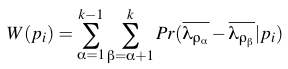 $W(p_i) = \sum_{\alpha=1}^{k-1} \sum_{\beta=\alpha+1}^{k} Pr(\overline{\lambda_{\rho_\alpha}} - \overline{\lambda_{\rho_\beta}} | p_i)$